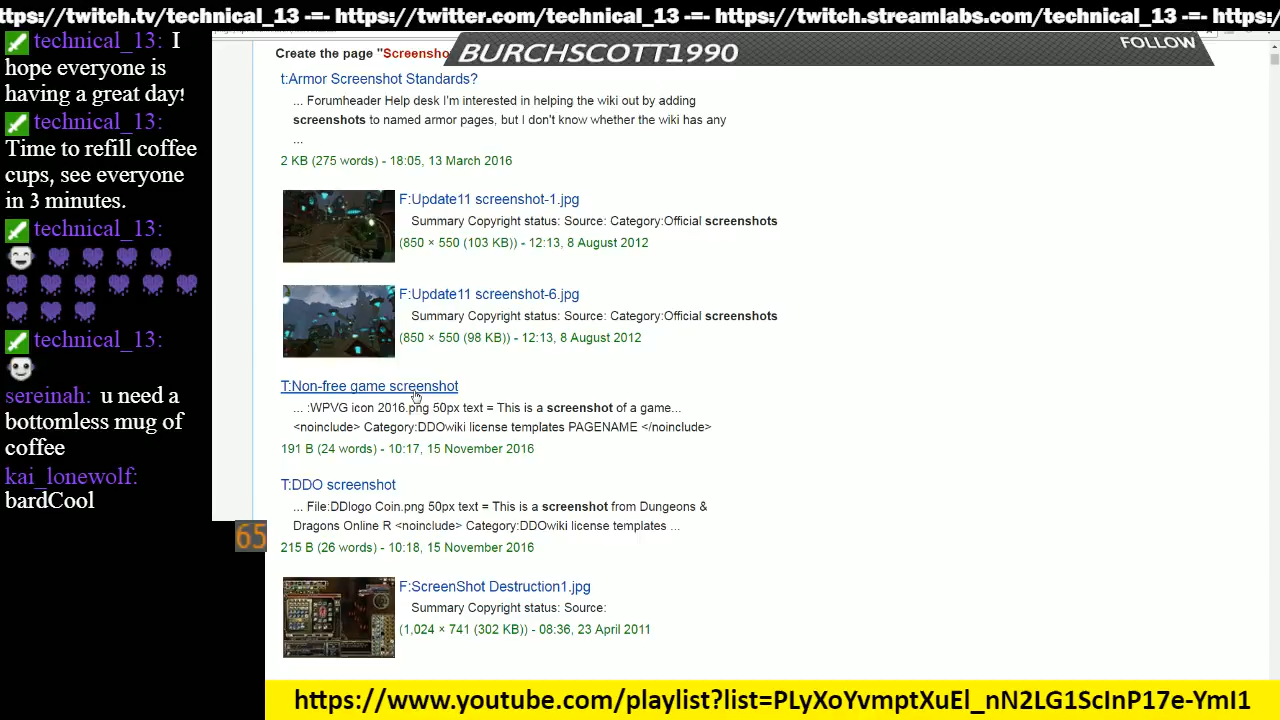 ttps://twitch.tv/technical_13 -=- https://twitter.com/technical_13 -=- https://twitch.streamlabs.com/technical_13 -=- https:/
technical_13: I
hope everyone is
having a great day!
technical_13:
Time to refill coffee
cups, see everyone
in 3 minutes.
technical_13:
technical_13:
sereinah: u need a
bottomless mug of
coffee
kai_lonewolf:
bardCool
65
BURCHSCOTT1990
FOLLOW
Create the page "Screensho
t:Armor Screenshot Standards?
... Forumheader Help desk I'm interested in helping the wiki out by adding
screenshots to named armor pages, but I don't know whether the wiki has any
...
2 KB (275 words) - 18:05, 13 March 2016
F:Update11 screenshot-1.jpg
Summary Copyright status: Source: Category:Official screenshots
(850 × 550 (103 KB)) - 12:13, 8 August 2012
F:Update11 screenshot-6.jpg
Summary Copyright status: Source: Category:Official screenshots
(850 × 550 (98 KB)) - 12:13, 8 August 2012
T:Non-free game screenshot
... :WPVG icon 2016.png 50px text = This is a screenshot of a game...
<noinclude> Category:DDOwiki license templates PAGENAME </noinclude>
191 B (24 words) - 10:17, 15 November 2016
T:DDO screenshot
... File:DDlogo Coin.png 50px text = This is a screenshot from Dungeons &
Dragons Online R <noinclude> Category:DDOwiki license templates ...
215 B (26 words) - 10:18, 15 November 2016
F:ScreenShot Destruction1.jpg
Summary Copyright status: Source:
(1,024 × 741 (302 KB)) - 08:36, 23 April 2011
https://www.youtube.com/playlist?list=PLyXoYvmptXuEl_nN2LG1ScInP17e-YmI1